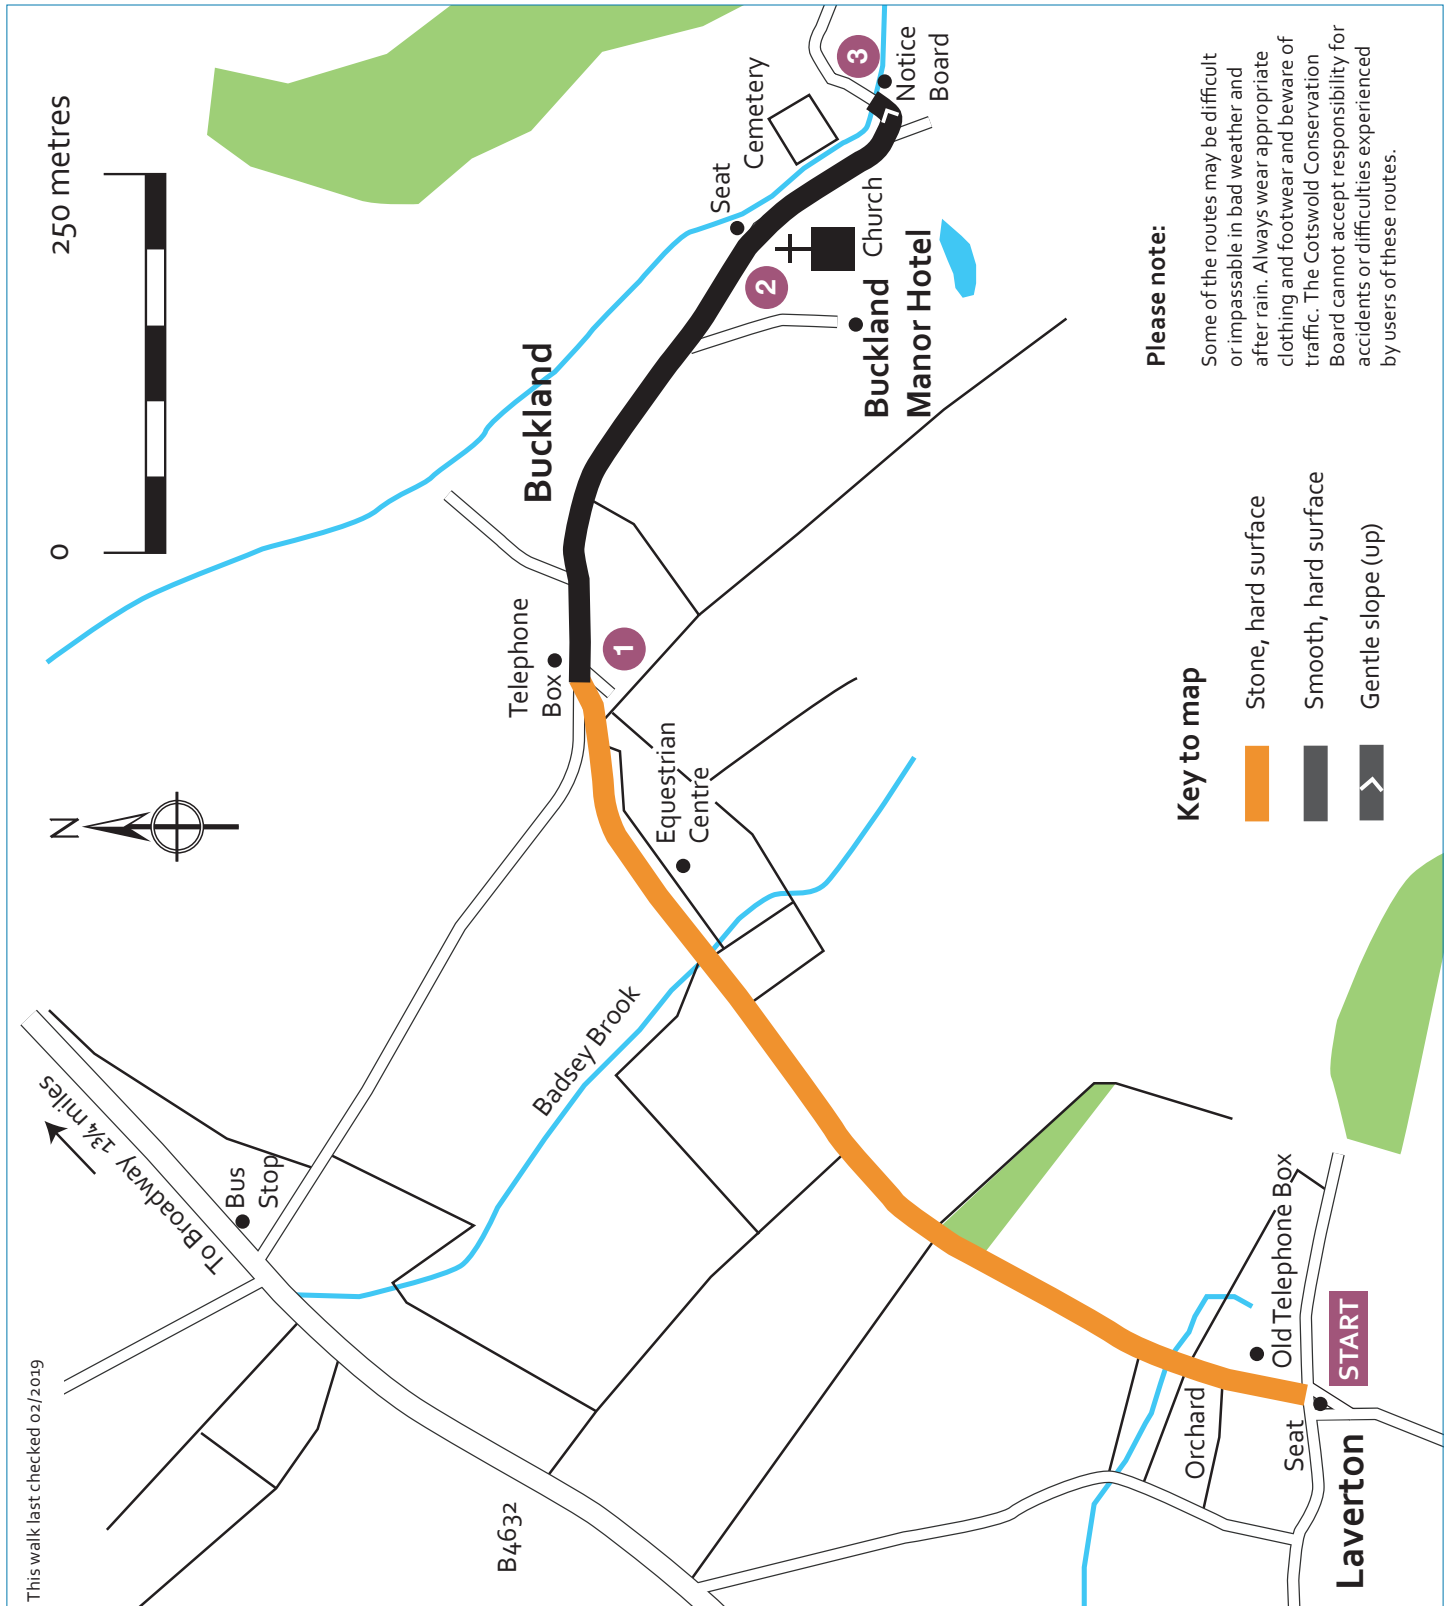 This walk last checked 02/2019
To Broadway 1¾ miles
Bus
Stop
N
0
250 metres
B4632
Badsey Brook
Telephone
Box
1
Buckland
Equestrian
Centre
Seat
Cemetery
2
Church
Buckland
Manor Hotel
3
Notice
Board
Orchard
Old Telephone Box
Seat
START
Laverton
Key to map
Stone, hard surface
Smooth, hard surface
Gentle slope (up)
Please note:
Some of the routes may be difficult
or impassable in bad weather and
after rain. Always wear appropriate
clothing and footwear and beware of
traffic. The Cotswold Conservation
Board cannot accept responsibility for
accidents or difficulties experienced
by users of these routes.